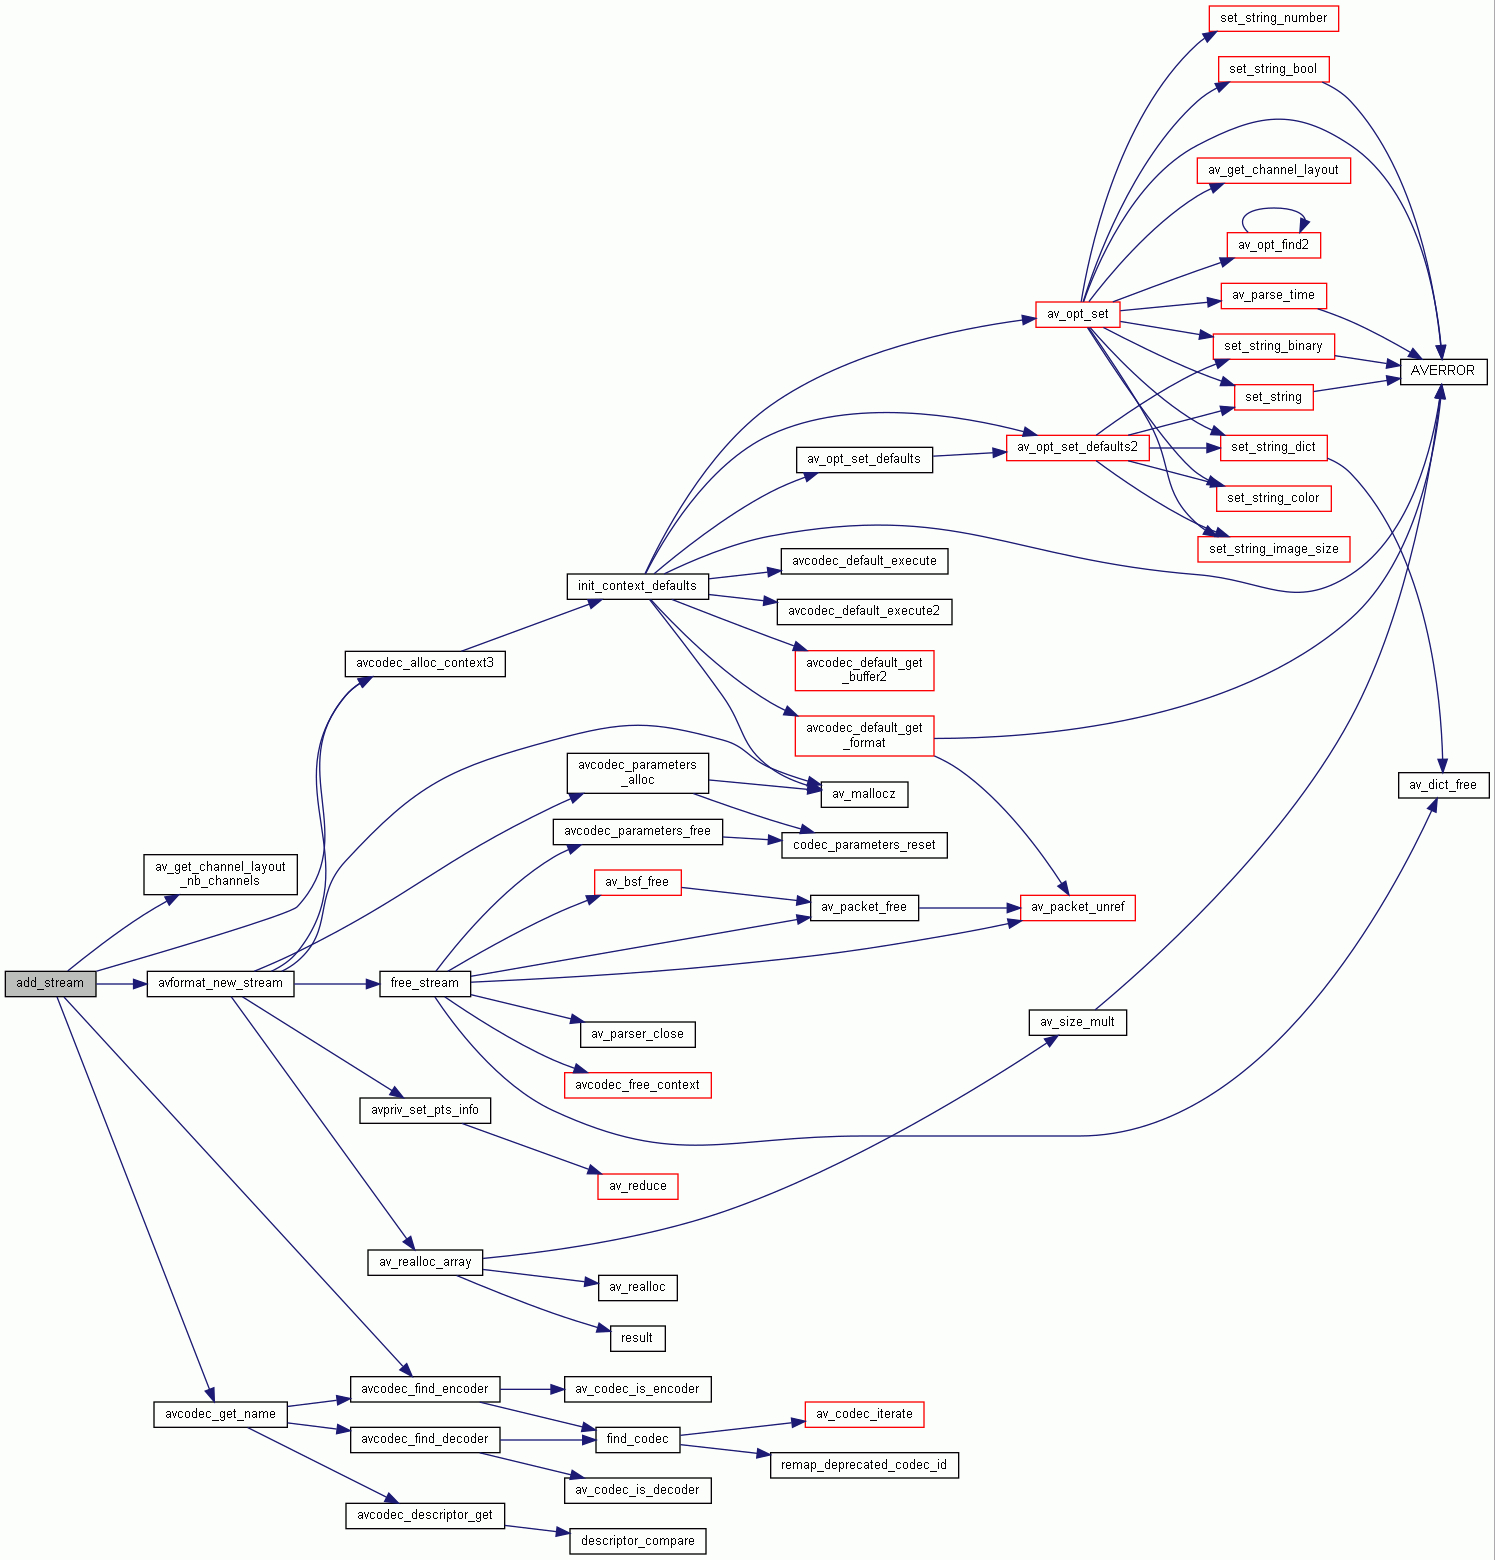 set_string_number
set_string_bool
av_get_channel_layout
av_opt_find2
av_parse_time
av_opt_set
set_string_binary
AVERROR
set_string
av_opt_set_defaults2
set_string_dict
av_opt_set_defaults
set_string_color
set_string_image_size
avcodec_default_execute
init_context_defaults
avcodec_default_execute2
avcodec_alloc_context3
avcodec_default_get
_buffer2
avcodec_default_get
_format
avcodec_parameters
_alloc
av_dict_free
av_mallocz
avcodec_parameters_free
codec_parameters_reset
av_get_channel_layout
_nb_channels
av_bsf_free
av_packet_free
av_packet_unref
add_stream
avformat_new_stream
free_stream
av_size_mult
av_parser_close
avcodec_free_context
avpriv_set_pts_info
av_reduce
av_realloc_array
av_realloc
result
avcodec_find_encoder
av_codec_is_encoder
avcodec_get_name
av_codec_iterate
avcodec_find_decoder
find_codec
remap_deprecated_codec_id
av_codec_is_decoder
avcodec_descriptor_get
descriptor_compare